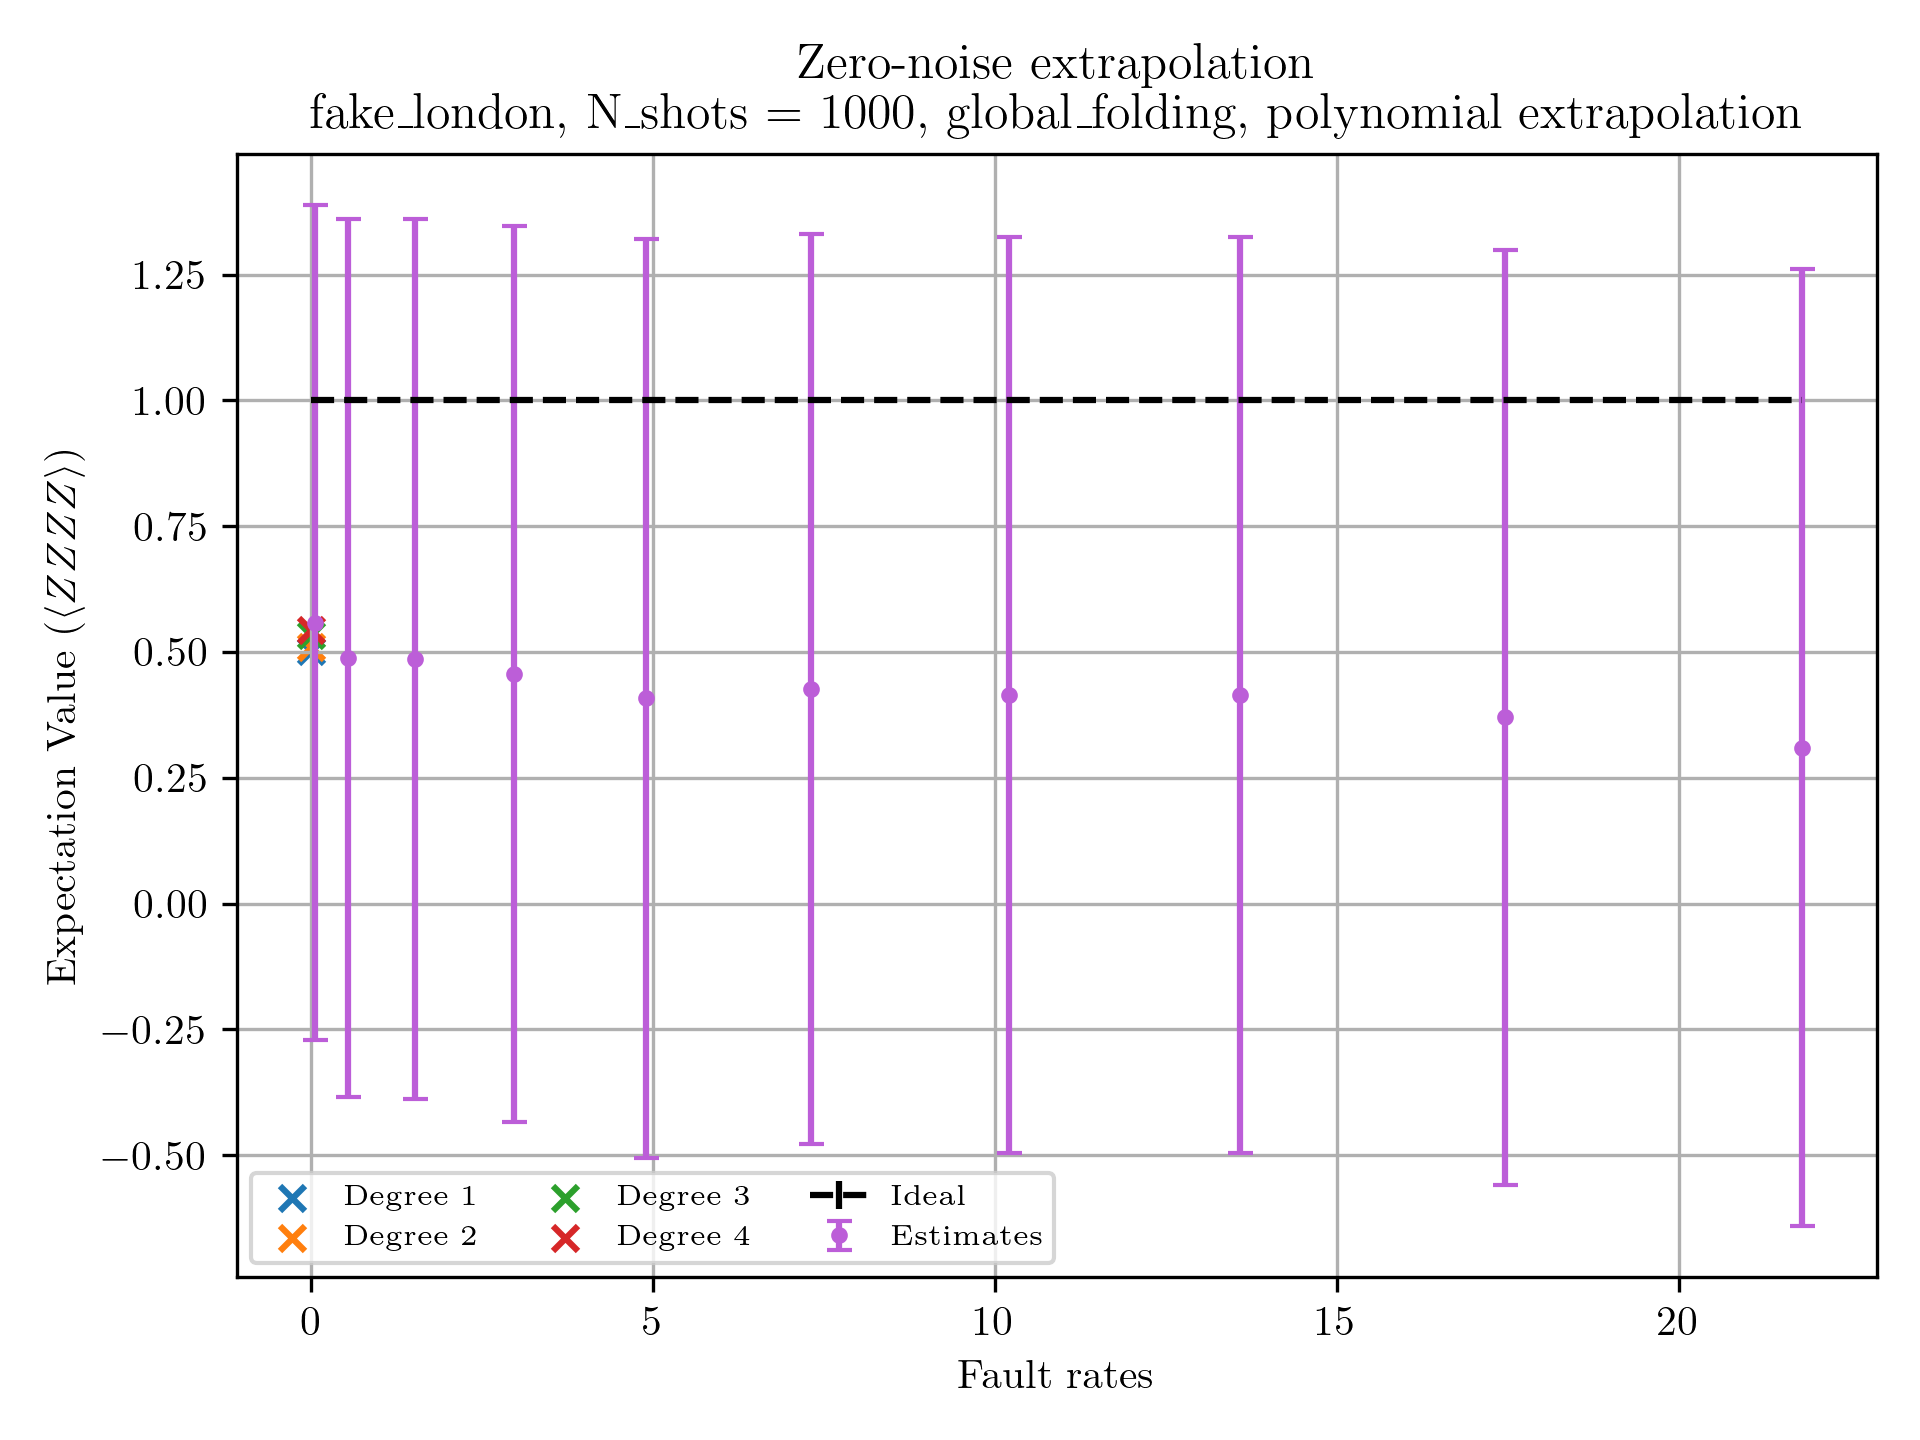 Zero-noise extrapolation
fake_london, N_shots = 1000, global_folding, polynomial extrapolation
Expectation Value (⟨ZZZZ⟩)
1.25
1.00
0.75
0.50
0.25
0.00
−0.25
−0.50
Degree 1
Degree 2
Degree 3
Degree 4
Ideal
Estimates
0 5 10 15 20
Fault rates